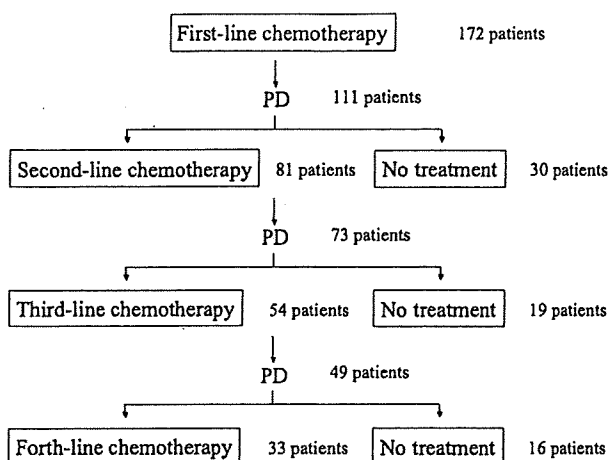 First-line chemotherapy 172 patients
PD 111 patients
Second-line chemotherapy 81 patients No treatment 30 patients
PD 73 patients
Third-line chemotherapy 54 patients No treatment 19 patients
PD 49 patients
Forth-line chemotherapy 33 patients No treatment 16 patients